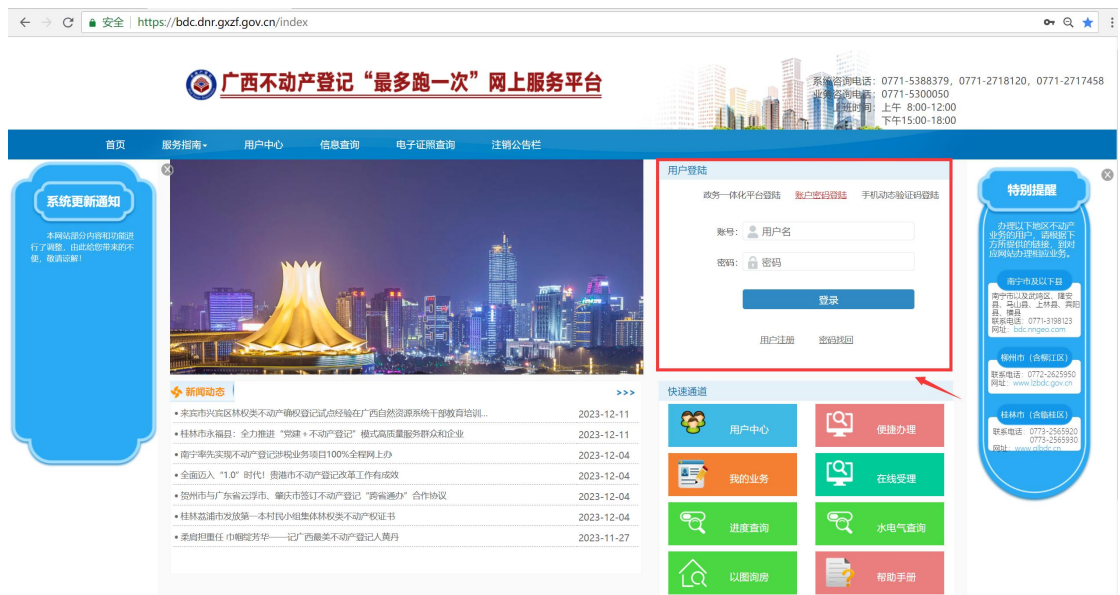 安全 https://bdc.dnr.gxzf.gov.cn/index
广西不动产登记“最多跑一次”网上服务平台
系统咨询电话: 0771-5388379, 0771-2718120, 0771-2717458
业务咨询电话: 0771-5300050
上班时间: 上午 8:00-12:00
下午15:00-18:00
首页 服务指南 用户中心 信息查询 电子证照查询 注销公告栏
系统更新通知
本网站部分内容和功能进
行了调整，由此给您带来的不
便，敬请谅解！
用户登陆
政务一体化平台登陆 账户密码登陆 手机动态验证码登陆
账号: 用户名
密码: 密码
登录
用户注册 密码找回
特别提醒
办理以下地区不动产
业务的用户，请根据下
方所提供的链接，到对
应网站办理相应业务。
南宁市及以下县
南宁市以及武鸣区、隆安
县、马山县、上林县、宾阳
县、横县
联系电话: 0771-3198123
网址: bdc.nngeo.com
柳州市（含柳江区）
联系电话: 0772-2625950
网址: www.lzbdc.gov.cn
桂林市（含临桂区）
联系电话: 0773-2565920
0773-2565930
网址: www.glbdc.cn
新闻动态 >>>
• 来宾市兴宾区林权类不动产确权登记试点经验在广西自然资源系统干部教育培训... 2023-12-11
• 桂林市永福县：全力推进“党建+不动产登记”模式高质量服务群众和企业 2023-12-11
• 南宁率先实现不动产登记涉税业务项目100%全程网上办 2023-12-04
• 全面迈入“1.0”时代！贵港市不动产登记改革工作有成效 2023-12-04
• 贺州市与广东省云浮市、肇庆市签订不动产登记“跨省通办”合作协议 2023-12-04
• 桂林荔浦市发放第一本村民小组集体林权类不动产权证书 2023-12-04
• 柔肩担重任 巾帼绽芳华——记广西最美不动产登记人黄丹 2023-11-27
快速通道
用户中心 便捷办理
我的业务 在线受理
进度查询 水电气查询
以图询房 帮助手册